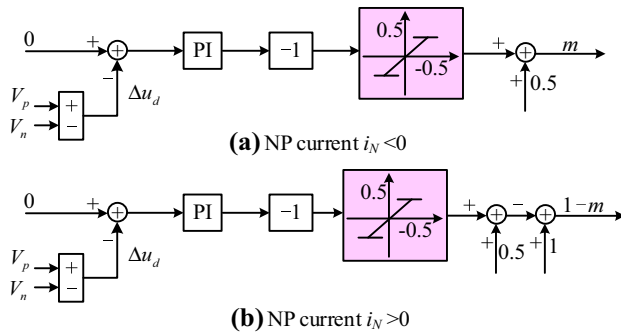 0
+
−
PI
−1
0.5
-0.5
+
m
+
0.5
V_p
V_n
+
−
Δu_d
(a) NP current i_N <0
0
+
−
PI
−1
0.5
-0.5
+
−
1−m
+
0.5
+
1
V_p
V_n
+
−
Δu_d
(b) NP current i_N >0